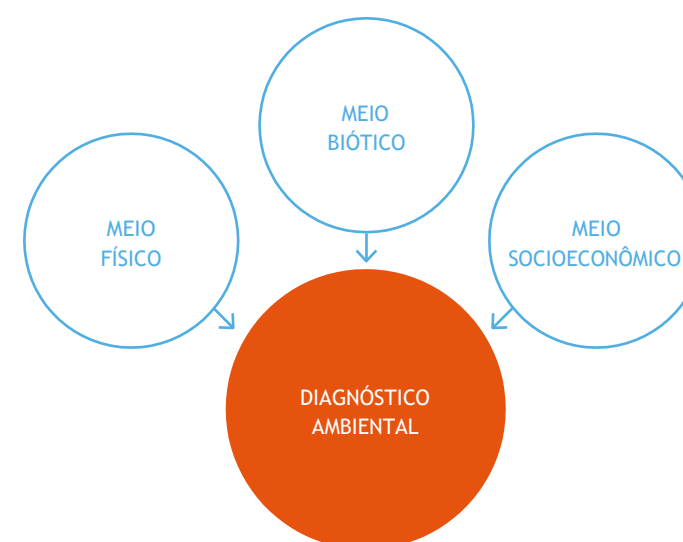 MEIO
BIÓTICO
MEIO
FÍSICO
MEIO
SOCIOECONÔMICO
DIAGNÓSTICO
AMBIENTAL